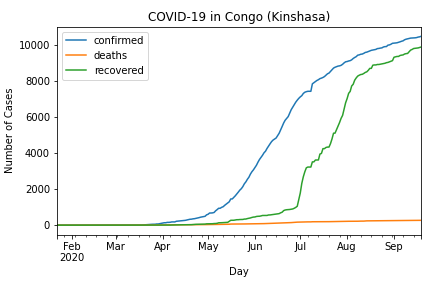 COVID-19 in Congo (Kinshasa)
confirmed
deaths
recovered
Number of Cases
10000
8000
6000
4000
2000
0
Feb Mar Apr May Jun Jul Aug Sep
2020
Day